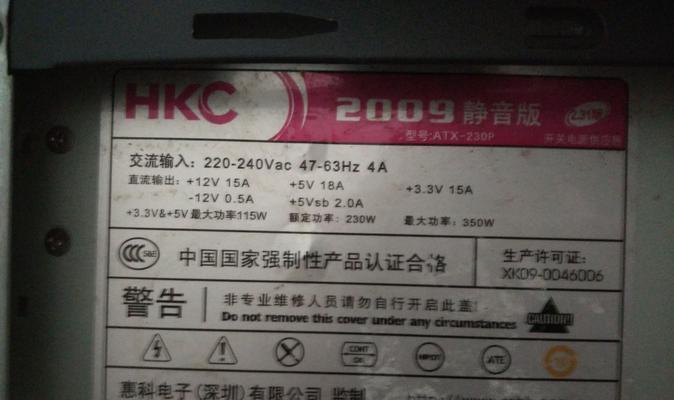 HKC 2009 静音版
型号:ATX-230P 开关电源供应器
交流输入: 220-240Vac 47-63Hz 4A
直流输出: +12V 15A +5V 18A +3.3V 15A
-12V 0.5A +5Vsb 2.0A
+3.3V&+5V 最大功率115W 额定功率: 230W 最大功率: 350W
CCC S&E 中国国家强制性产品认证合格 生产许可证:
XK09-0046006
警告 非专业维修人员请勿自行开启此盖!
Do not remove this cover under any circumstances CAUTION!
HIPOT ATE
惠科电子(深圳)有限公司 监制